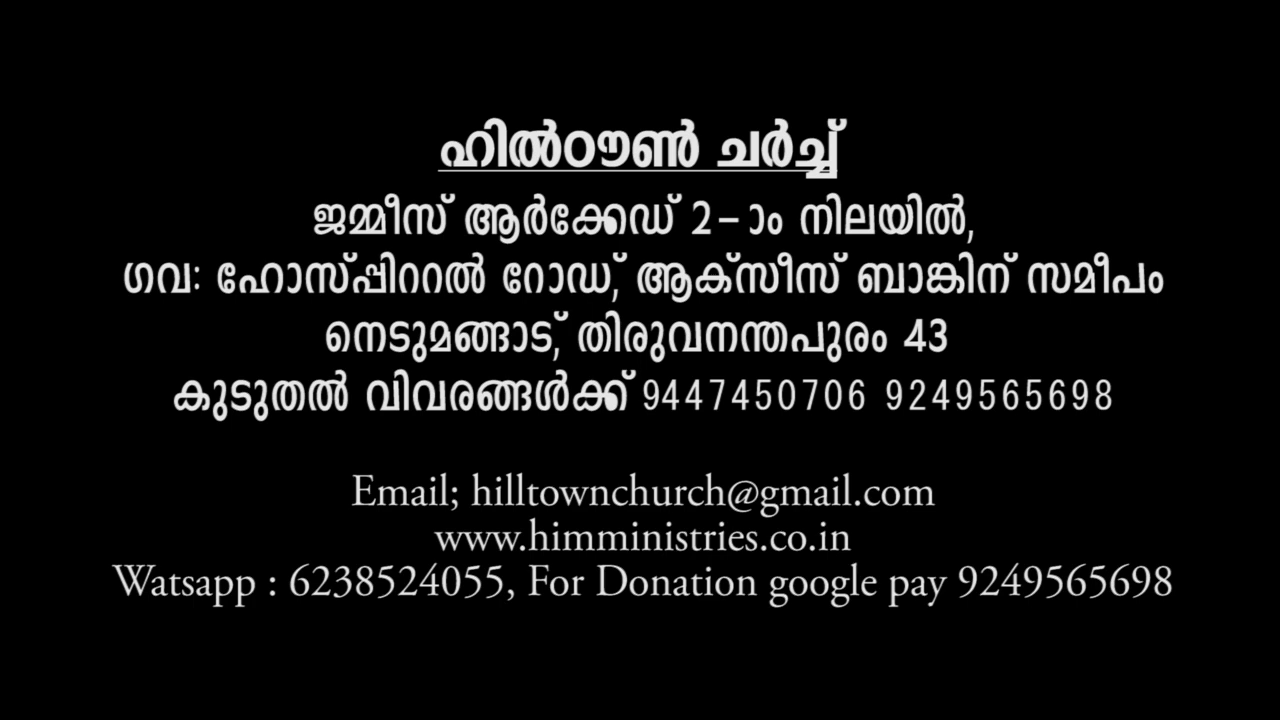 ഹിൽറൗൺ ചർച്ച്
ജമ്മീസ് ആർക്കേഡ് 2-ാം നിലയിൽ,
ഗവ: ഹോസ്പിററൽ റോഡ്, ആക്സീസ് ബാങ്കിന് സമീപം
നെടുമങ്ങാട്, തിരുവനന്തപുരം 43
കുടുതൽ വിവരങ്ങൾക്ക് 9447450706 9249565698
Email; hilltownchurch@gmail.com
www.himministries.co.in
Watsapp : 6238524055, For Donation google pay 9249565698